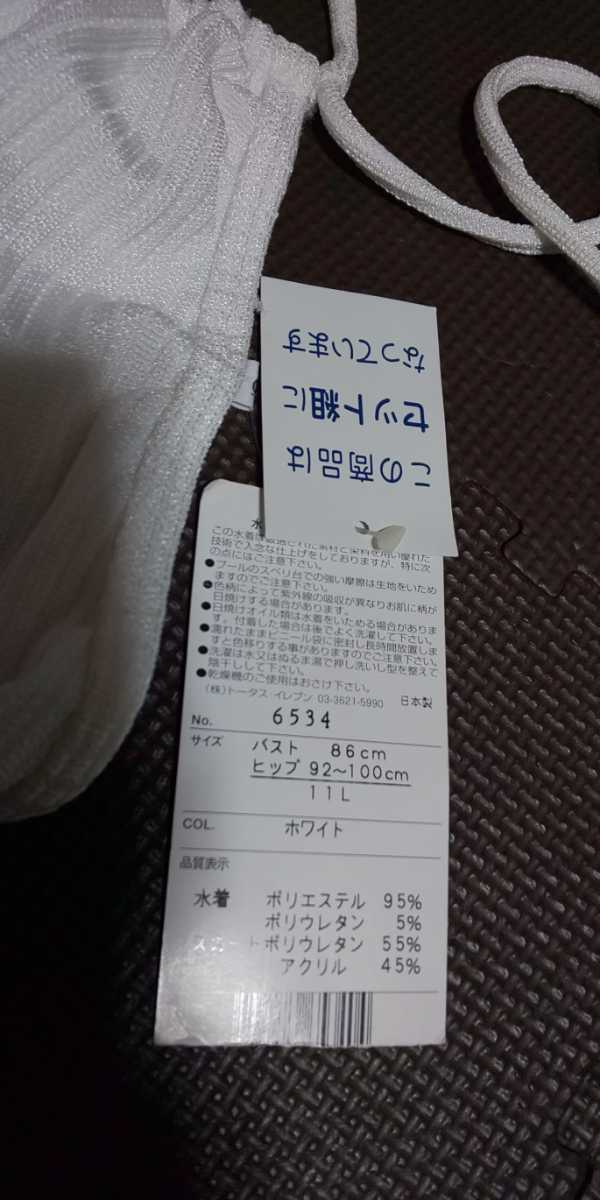 この商品は
セット組に
なっています
水
この水着は
技術で入念な仕上げをしておりますが、特に次
の点にはご注意下さい。
●プールのスベリ台での強い摩擦は生地をいため
ますのでご注意下さい。
●色柄によって紫外線の吸収が異なりお肌に柄が
日焼けする場合があります。
●日焼けオイル類は水着をいためる場合がありま
す。付着した場合は後でよく洗濯して下さい。
●濡れたままビニール袋に密封し長時間放置しま
すと色移りする事がありますのでご注意下さい。
●洗濯は水又はぬるま湯で押し洗いし型を整えて
陰干しして下さい。
●乾燥機のご使用はおさけ下さい。
(株)トータス イレブン 03-3621-5990 日本製
No. 6534
サイズ バスト 86cm
ヒップ 92〜100cm
11L
COL. ホワイト
品質表示
水着 ポリエステル 95%
ポリウレタン 5%
ポリウレタン 55%
アクリル 45%